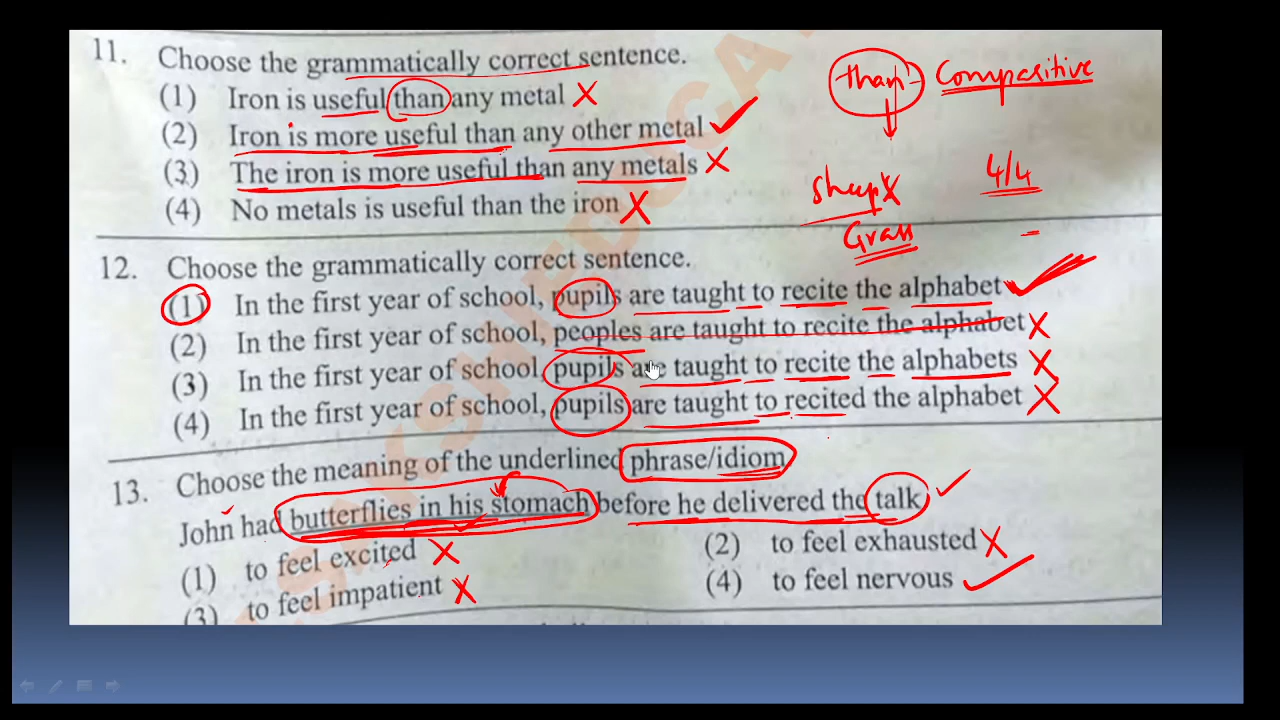 11. Choose the grammatically correct sentence.
(1) Iron is useful than any metal X
(2) Iron is more useful than any other metal
(3) The iron is more useful than any metals X
(4) No metals is useful than the iron X
than - Comparitive
Sheep X 4/4
Grass =
12. Choose the grammatically correct sentence.
(1) In the first year of school, pupils are taught to recite the alphabet
(2) In the first year of school, peoples are taught to recite the alphabet X
(3) In the first year of school, pupils are taught to recite the alphabets X
(4) In the first year of school, pupils are taught to recited the alphabet X
13. Choose the meaning of the underlined phrase/idiom
John had butterflies in his stomach before he delivered the talk
(1) to feel excited X (2) to feel exhausted X
(3) to feel impatient X (4) to feel nervous